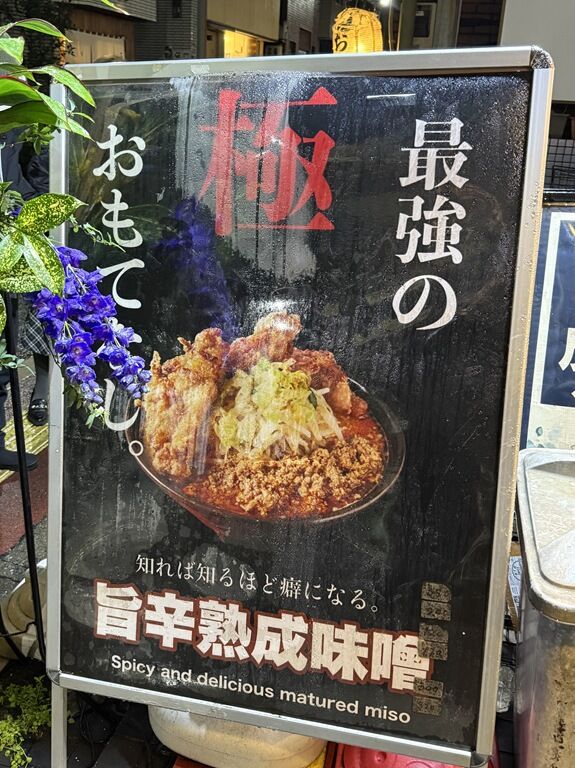 最強の
極
おもてなし。
知れば知るほど癖になる。
旨辛熟成味噌
Spicy and delicious matured miso